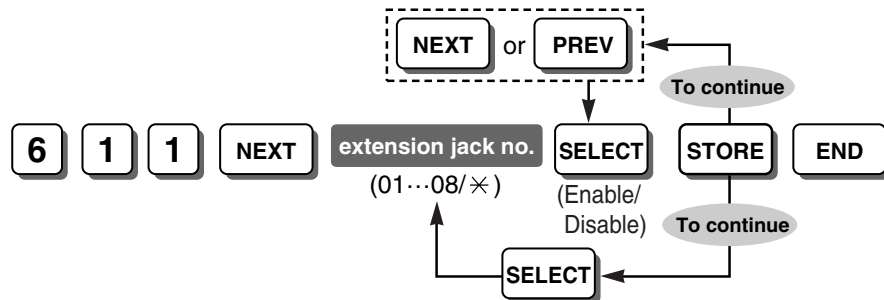 NEXT or PREV
To continue
6 1 1 NEXT extension jack no. SELECT STORE END
(01···08/✳) (Enable/
Disable)
To continue
SELECT